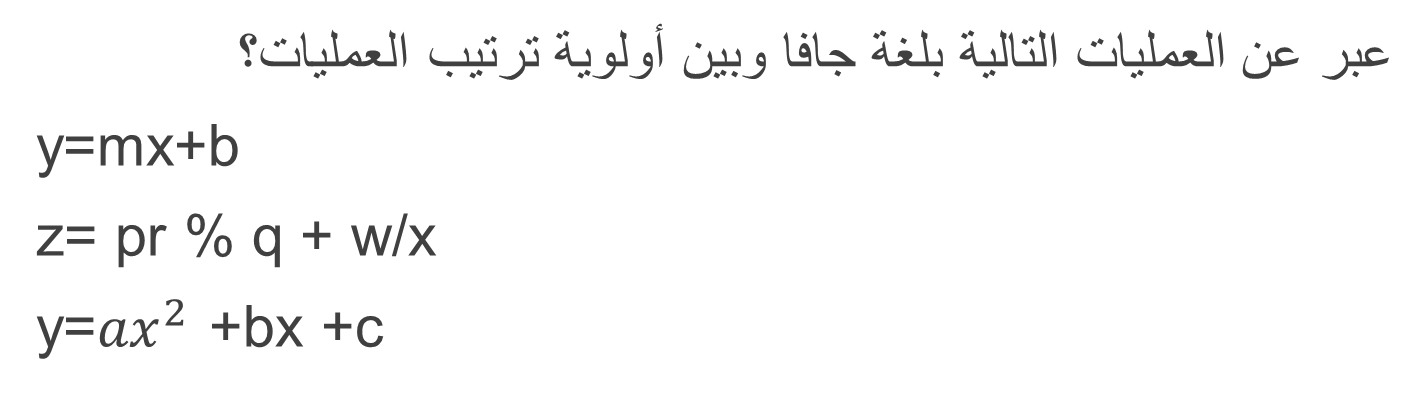 عبر عن العمليات التالية بلغة جافا وبين أولوية ترتيب العمليات؟
y=mx+b
z= pr % q + w/x
y=ax² +bx +c